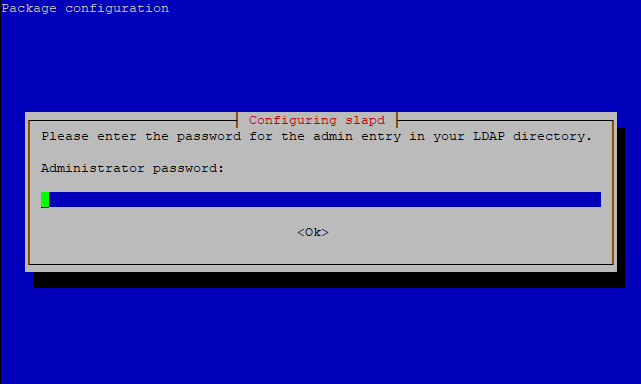 Package configuration
Configuring slapd
Please enter the password for the admin entry in your LDAP directory.
Administrator password:
<Ok>